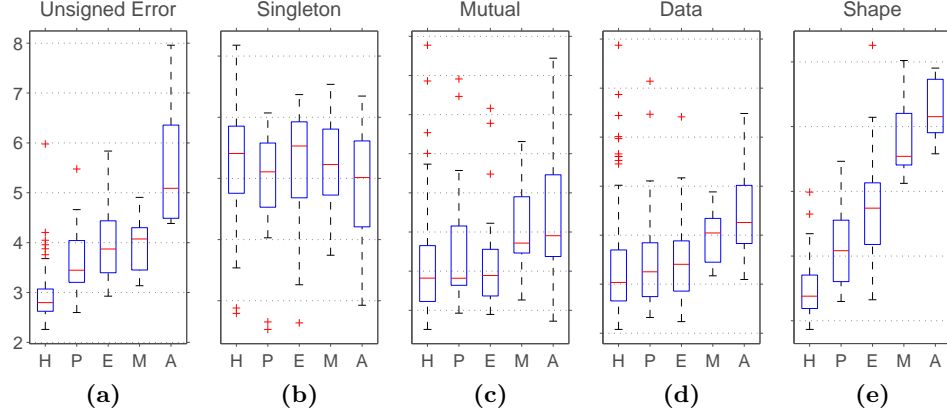 Unsigned Error Singleton Mutual Data Shape
8
7
6
5
4
3
2
H P E M A H P E M A H P E M A H P E M A H P E M A
(a) (b) (c) (d) (e)